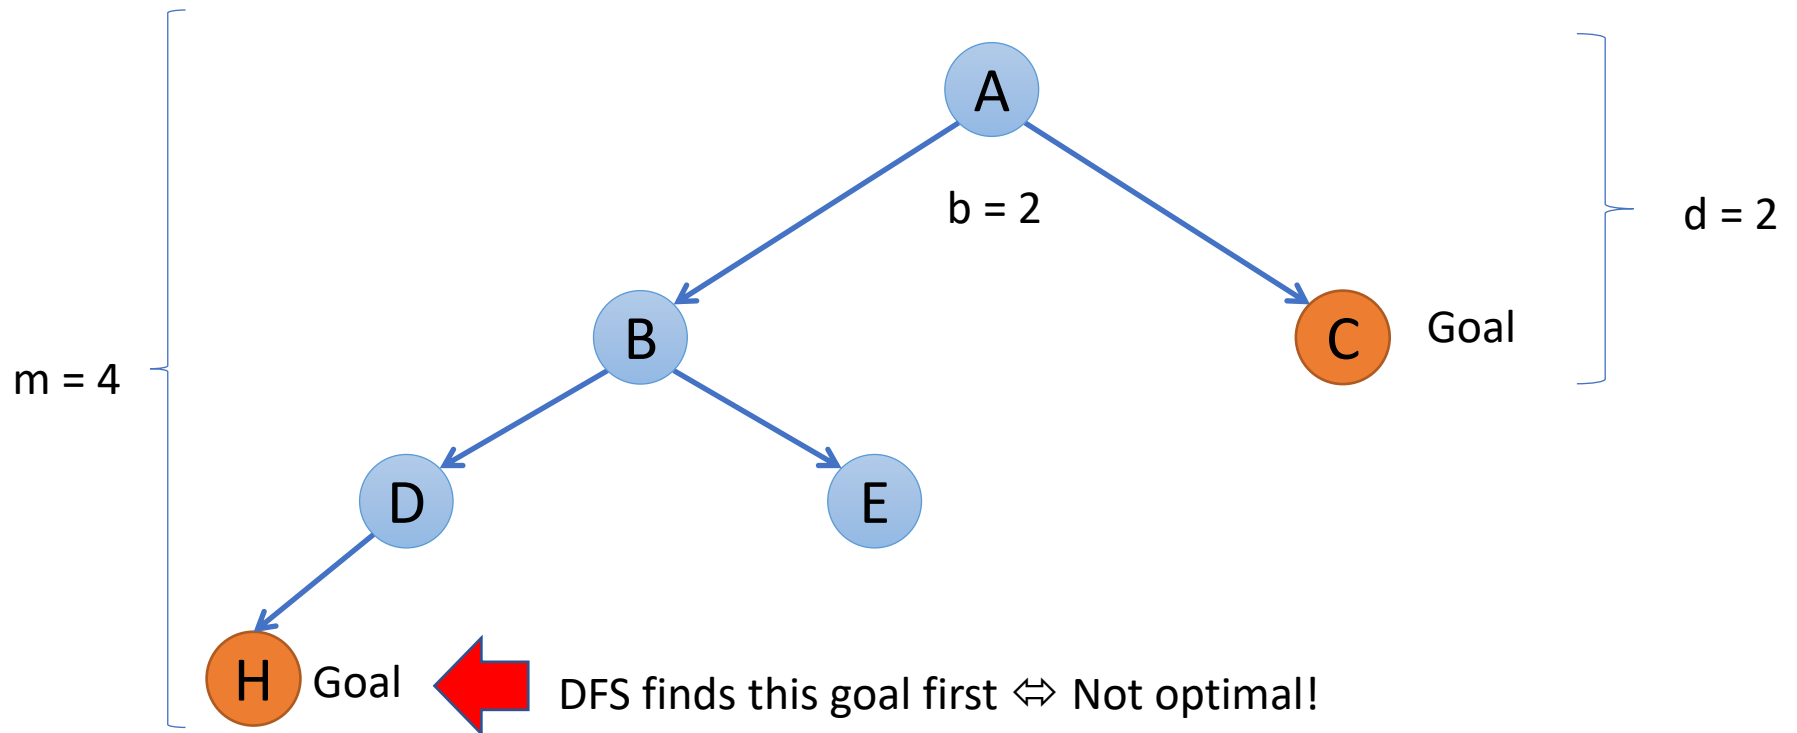 A
b = 2
d = 2
B
C
Goal
m = 4
D
E
H
Goal
DFS finds this goal first ⬄ Not optimal!